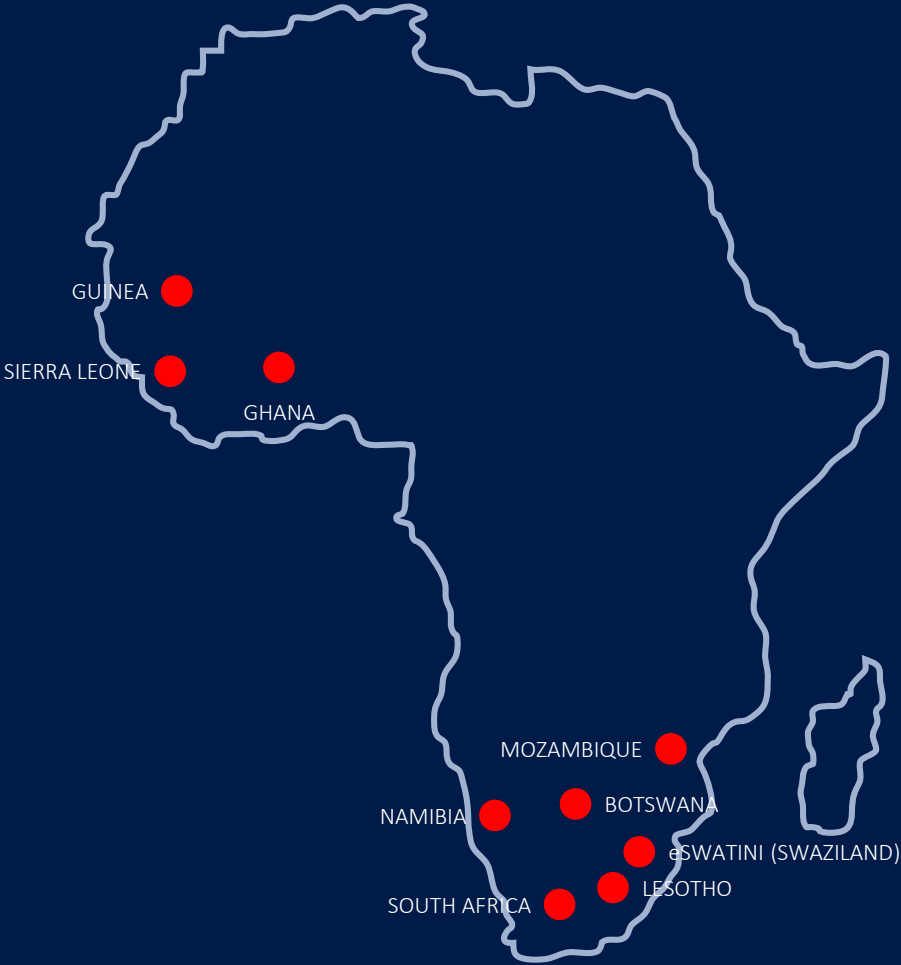 GUINEA
SIERRA LEONE
GHANA
MOZAMBIQUE
BOTSWANA
NAMIBIA
eSWATINI (SWAZILAND)
LESOTHO
SOUTH AFRICA